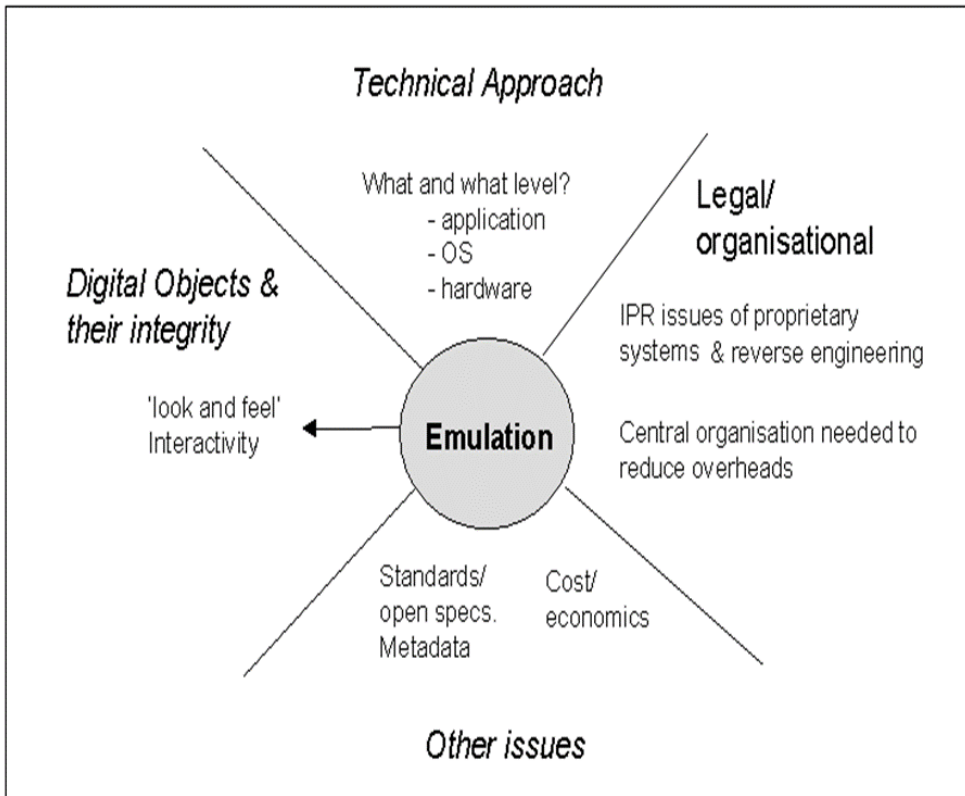 Technical Approach
What and what level?
- application
- OS
- hardware
Legal/
organisational
IPR issues of proprietary
systems & reverse engineering
Central organisation needed to
reduce overheads
Digital Objects &
their integrity
'look and feel'
Interactivity
Emulation
Standards/
open specs.
Metadata
Cost/
economics
Other issues